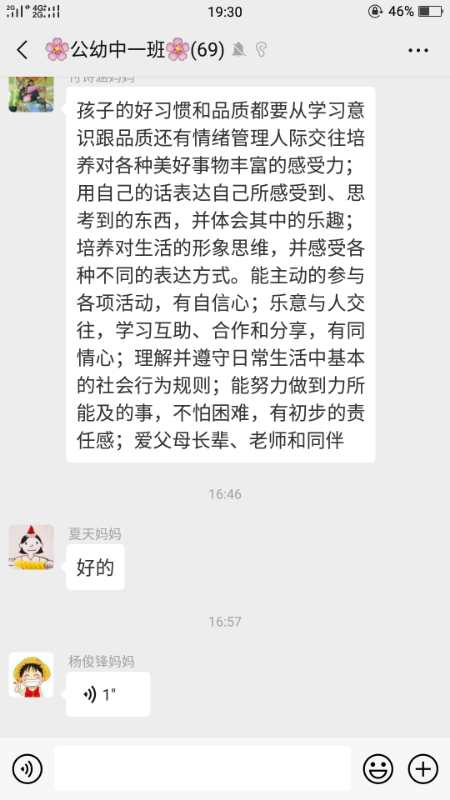 2G 4G 2G 19:30 46%
🌸公幼中一班🌸(69)
付诗涵妈妈
孩子的好习惯和品质都要从学习意
识跟品质还有情绪管理人际交往培
养对各种美好事物丰富的感受力；
用自己的话表达自己所感受到、思
考到的东西，并体会其中的乐趣；
培养对生活的形象思维，并感受各
种不同的表达方式。能主动的参与
各项活动，有自信心；乐意与人交
往，学习互助、合作和分享，有同
情心；理解并遵守日常生活中基本
的社会行为规则；能努力做到力所
能及的事，不怕困难，有初步的责
任感；爱父母长辈、老师和同伴
16:46
夏天妈妈
好的
16:57
杨俊锋妈妈
1"